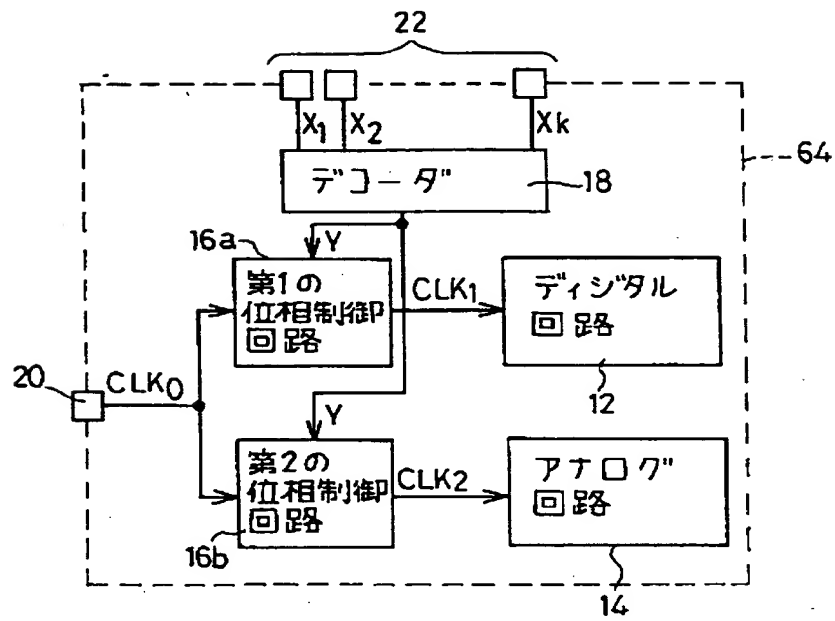 22
X1
X2
Xk
64
デコーダ
18
16a
Y
第1の
位相制御
回路
CLK1
ディジタル
回路
12
20
CLK0
Y
第2の
位相制御
回路
16b
CLK2
アナログ
回路
14